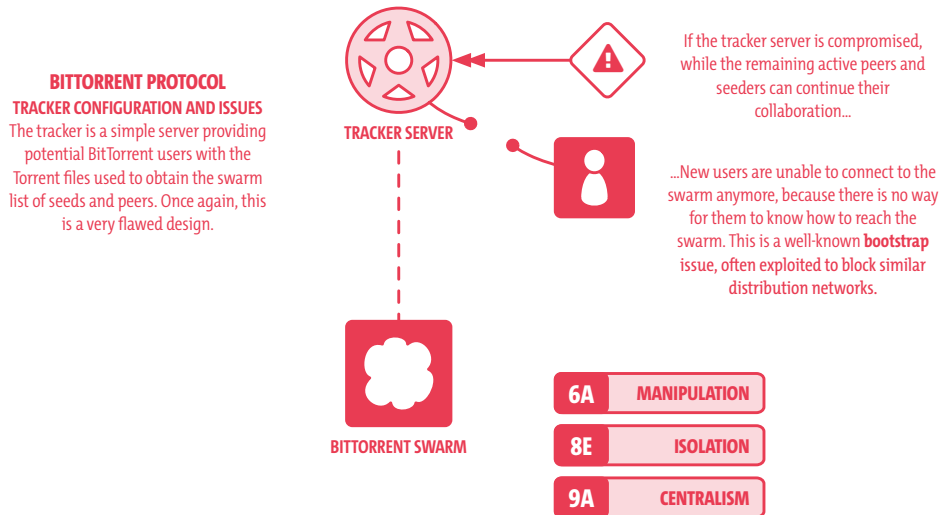 BITTORRENT PROTOCOL
TRACKER CONFIGURATION AND ISSUES
The tracker is a simple server providing
potential BitTorrent users with the
Torrent files used to obtain the swarm
list of seeds and peers. Once again, this
is a very flawed design.
TRACKER SERVER
If the tracker server is compromised,
while the remaining active peers and
seeders can continue their
collaboration...
...New users are unable to connect to the
swarm anymore, because there is no way
for them to know how to reach the
swarm. This is a well-known bootstrap
issue, often exploited to block similar
distribution networks.
BITTORRENT SWARM
6A MANIPULATION
8E ISOLATION
9A CENTRALISM